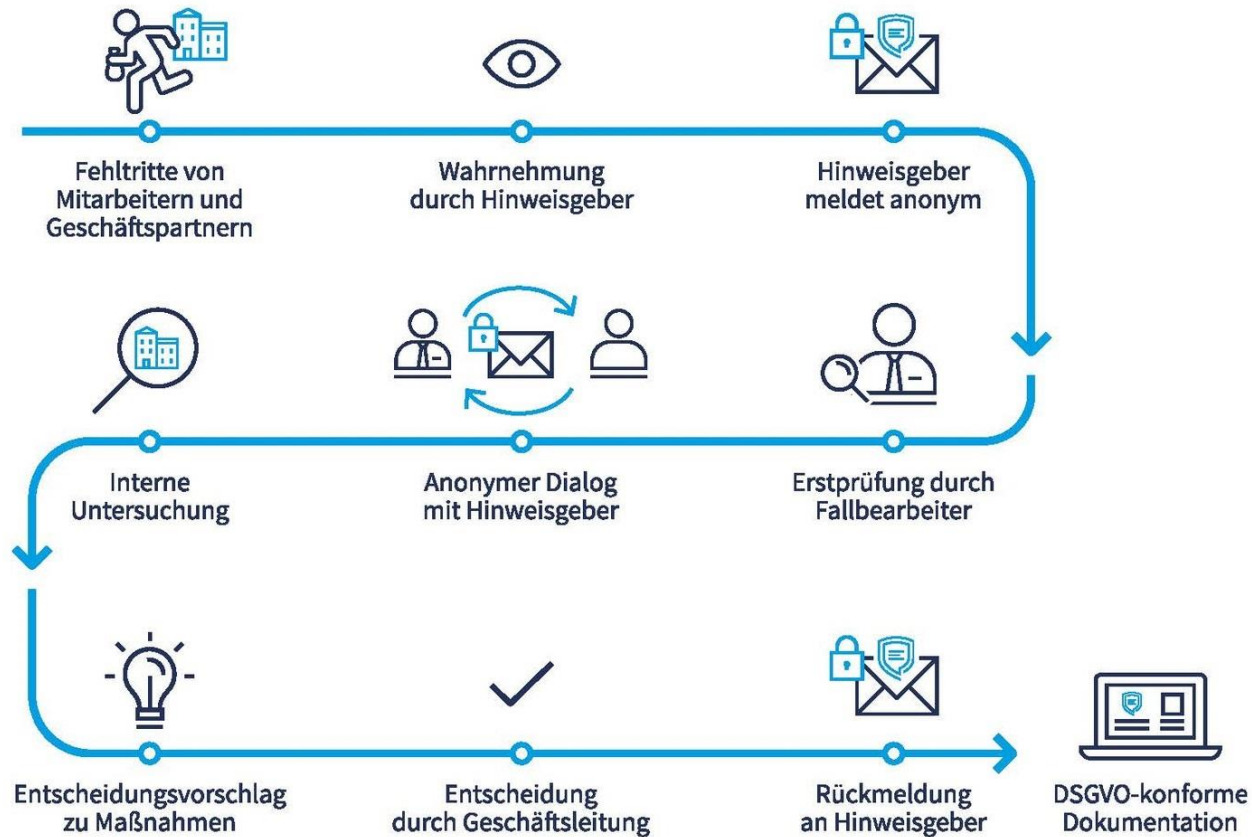 Fehltritte von
Mitarbeitern und
Geschäftspartnern
Wahrnehmung
durch Hinweisgeber
Hinweisgeber
meldet anonym
Erstprüfung durch
Fallbearbeiter
Anonymer Dialog
mit Hinweisgeber
Interne
Untersuchung
Entscheidungsvorschlag
zu Maßnahmen
Entscheidung
durch Geschäftsleitung
Rückmeldung
an Hinweisgeber
DSGVO-konforme
Dokumentation